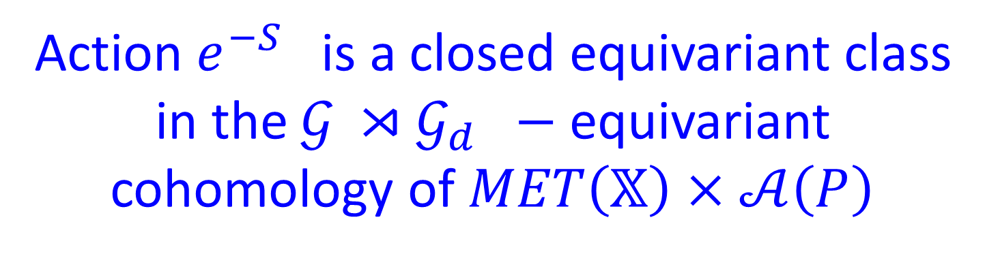 Action 𝑒^{−𝑆} is a closed equivariant class
in the 𝒢 ⋊ 𝒢_𝑑 − equivariant
cohomology of 𝑀𝐸𝑇(𝕏) × 𝒜(𝑃)